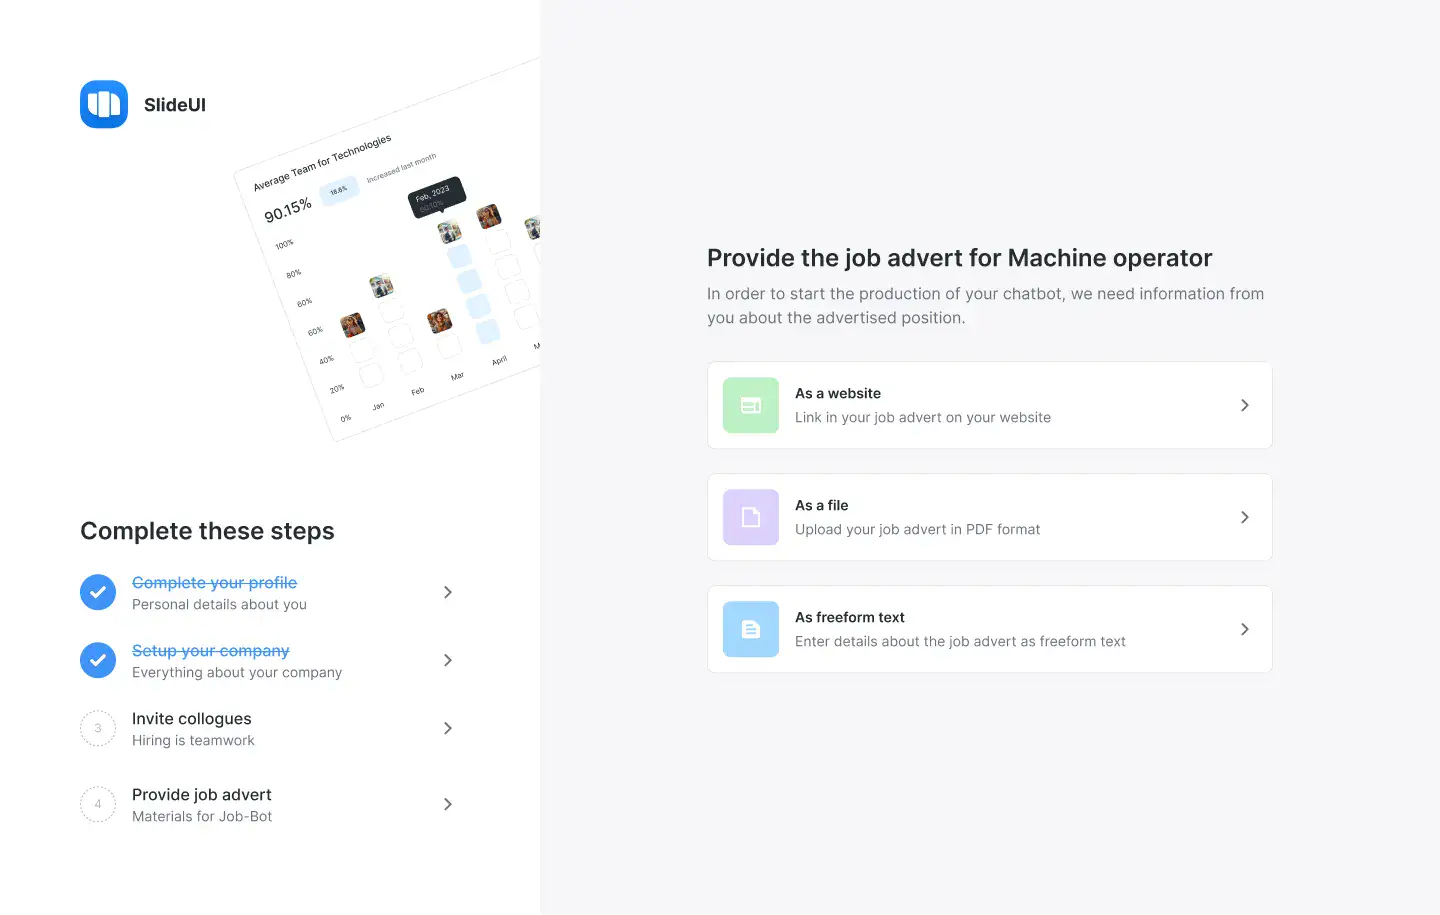 SlideUI
Average Team for Technologies
90.15%
18.6%
Increased last month
Feb, 2023
100%
80%
60%
60%
40%
20%
0%
Jan
Feb
Mar
April
Complete these steps
Complete your profile
Personal details about you
Setup your company
Everything about your company
3
Invite collogues
Hiring is teamwork
4
Provide job advert
Materials for Job-Bot
Provide the job advert for Machine operator
In order to start the production of your chatbot, we need information from
you about the advertised position.
As a website
Link in your job advert on your website
As a file
Upload your job advert in PDF format
As freeform text
Enter details about the job advert as freeform text